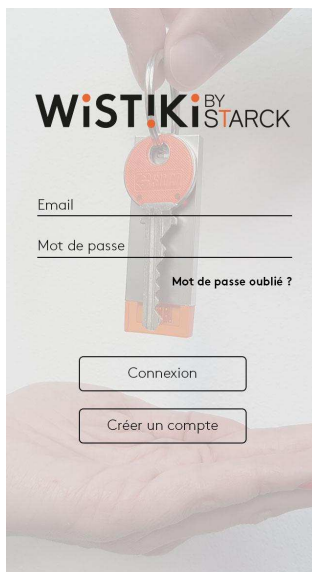 WiSTiKi BY STARCK
Email
Mot de passe
Mot de passe oublié ?
Connexion
Créer un compte